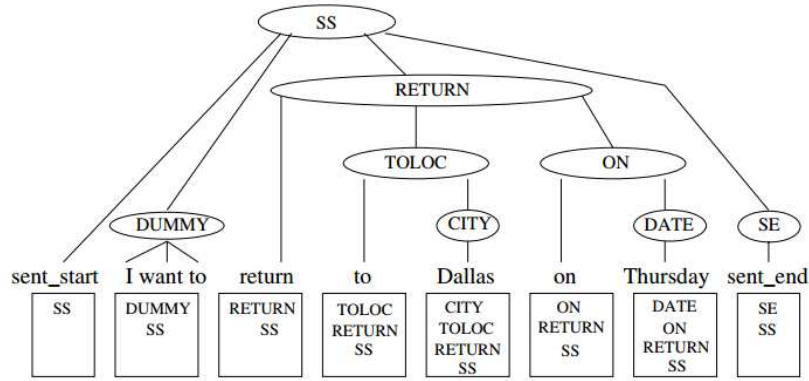 SS
RETURN
TOLOC ON
DUMMY CITY DATE SE
sent_start I want to return to Dallas on Thursday sent_end
SS DUMMY RETURN TOLOC CITY ON DATE SE
SS SS RETURN TOLOC RETURN ON SS
SS RETURN SS RETURN
SS SS